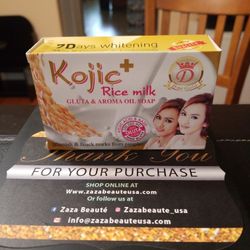 7Days whitening
Kojic+
Rice milk
GLUTA & AROMA OIL SOAP
D
Thank You
FOR YOUR PURCHASE
SHOP ONLINE AT
www.zazabeauteusa.com
Or follow us at
Zaza Beauté
Zazabeaute_usa
info@zazabeauteusa.com